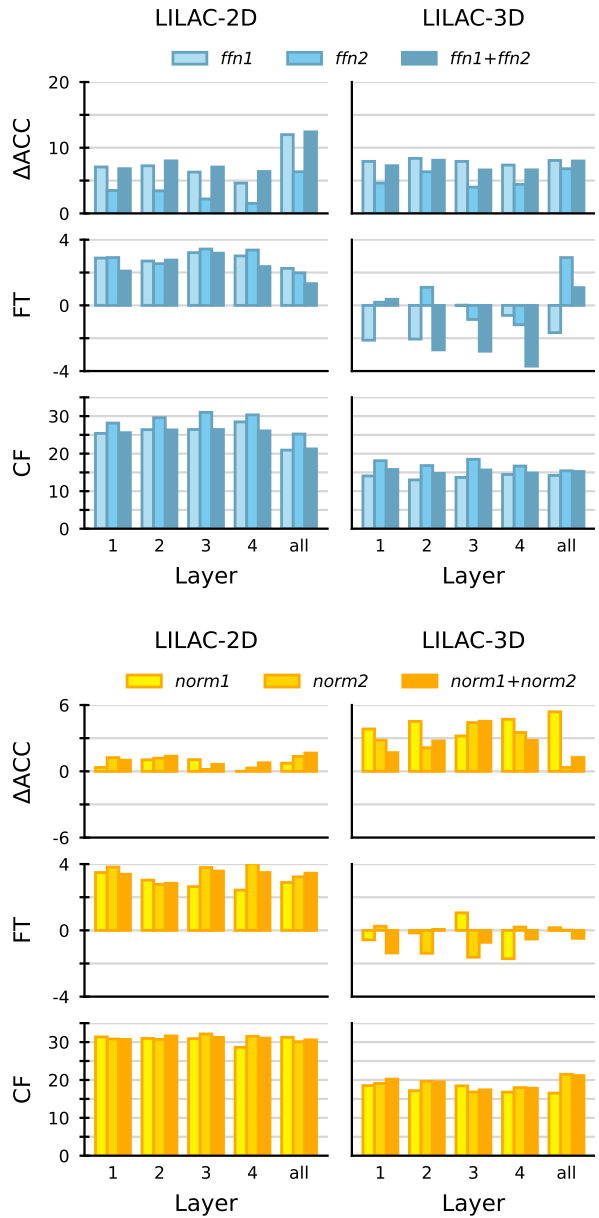 LILAC-2D LILAC-3D
ffn1 ffn2 ffn1+ffn2
ΔACC
20
10
0
FT
4
0
-4
CF
30
20
10
0
1 2 3 4 all 1 2 3 4 all
Layer Layer
LILAC-2D LILAC-3D
norm1 norm2 norm1+norm2
ΔACC
6
0
-6
FT
4
0
-4
CF
30
20
10
0
1 2 3 4 all 1 2 3 4 all
Layer Layer